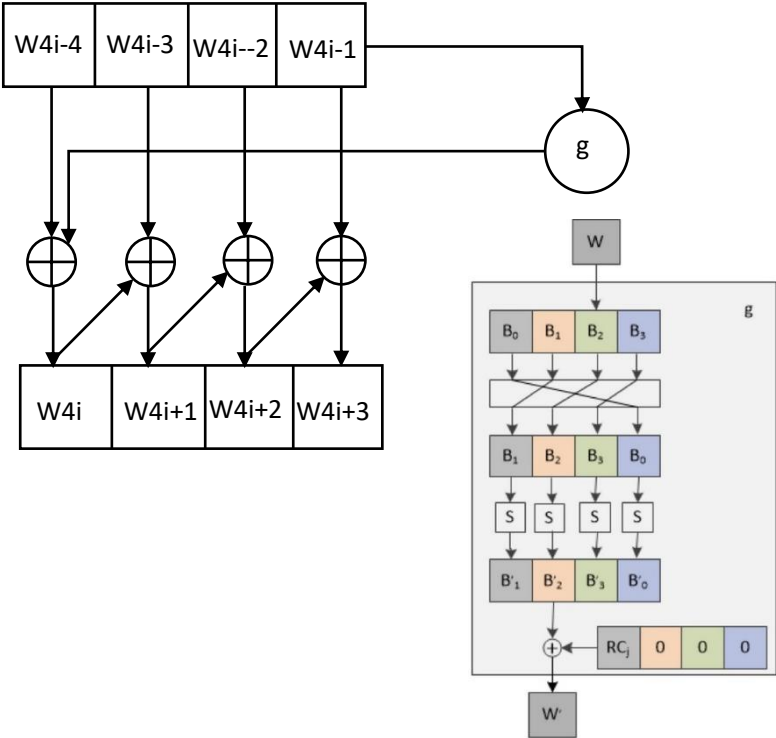 W4i-4 W4i-3 W4i--2 W4i-1
g
W
g
B₀ B₁ B₂ B₃
W4i W4i+1 W4i+2 W4i+3
B₁ B₂ B₃ B₀
S S S S
B'₁ B'₂ B'₃ B'₀
RCⱼ 0 0 0
W'